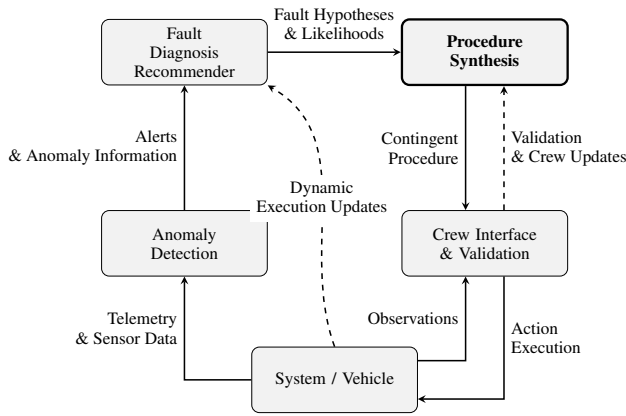 Fault Hypotheses
& Likelihoods
Fault
Diagnosis
Recommender
Procedure
Synthesis
Alerts
& Anomaly Information
Contingent
Procedure
Validation
& Crew Updates
Dynamic
Execution Updates
Anomaly
Detection
Crew Interface
& Validation
Telemetry
& Sensor Data
Observations
Action
Execution
System / Vehicle